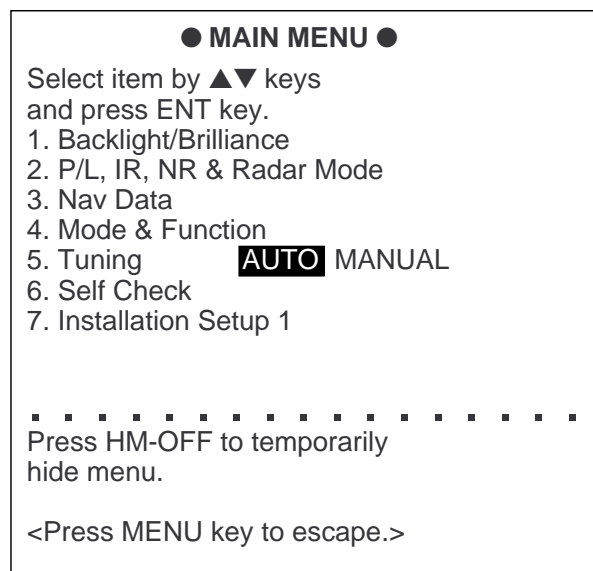 ● MAIN MENU ●
Select item by ▲▼ keys
and press ENT key.
1. Backlight/Brilliance
2. P/L, IR, NR & Radar Mode
3. Nav Data
4. Mode & Function
5. Tuning AUTO MANUAL
6. Self Check
7. Installation Setup 1
Press HM-OFF to temporarily
hide menu.
<Press MENU key to escape.>